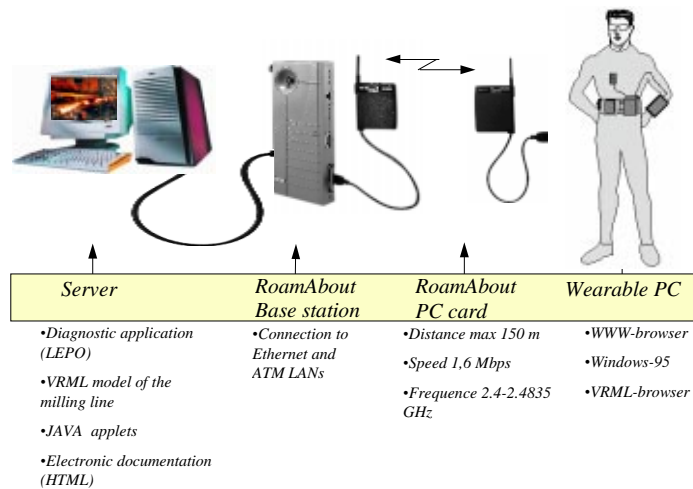 Server
RoamAbout
Base station
RoamAbout
PC card
Wearable PC
•Diagnostic application
(LEPO)
•VRML model of the
milling line
•JAVA applets
•Electronic documentation
(HTML)
•Connection to
Ethernet and
ATM LANs
•Distance max 150 m
•Speed 1,6 Mbps
•Frequence 2.4-2.4835
GHz
•WWW-browser
•Windows-95
•VRML-browser